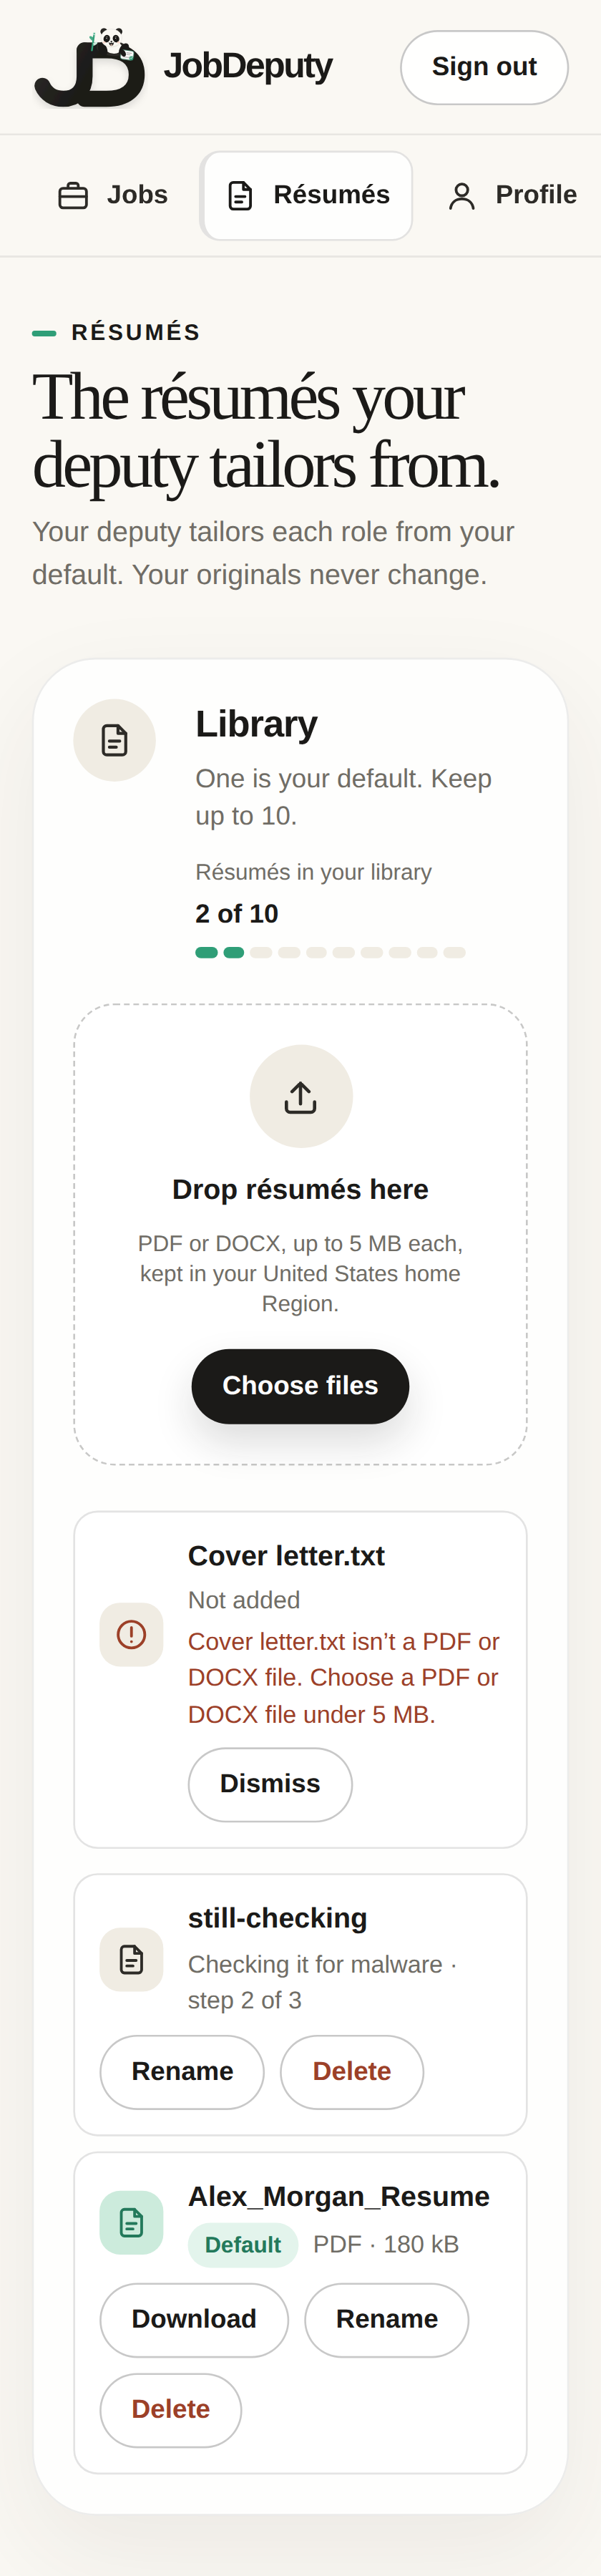 JobDeputy
Sign out
Jobs
Résumés
Profile
RÉSUMÉS
The résumés your
deputy tailors from.
Your deputy tailors each role from your
default. Your originals never change.
Library
One is your default. Keep
up to 10.
Résumés in your library
2 of 10
Drop résumés here
PDF or DOCX, up to 5 MB each,
kept in your United States home
Region.
Choose files
Cover letter.txt
Not added
Cover letter.txt isn’t a PDF or
DOCX file. Choose a PDF or
DOCX file under 5 MB.
Dismiss
still-checking
Checking it for malware ·
step 2 of 3
Rename
Delete
Alex_Morgan_Resume
Default
PDF · 180 kB
Download
Rename
Delete